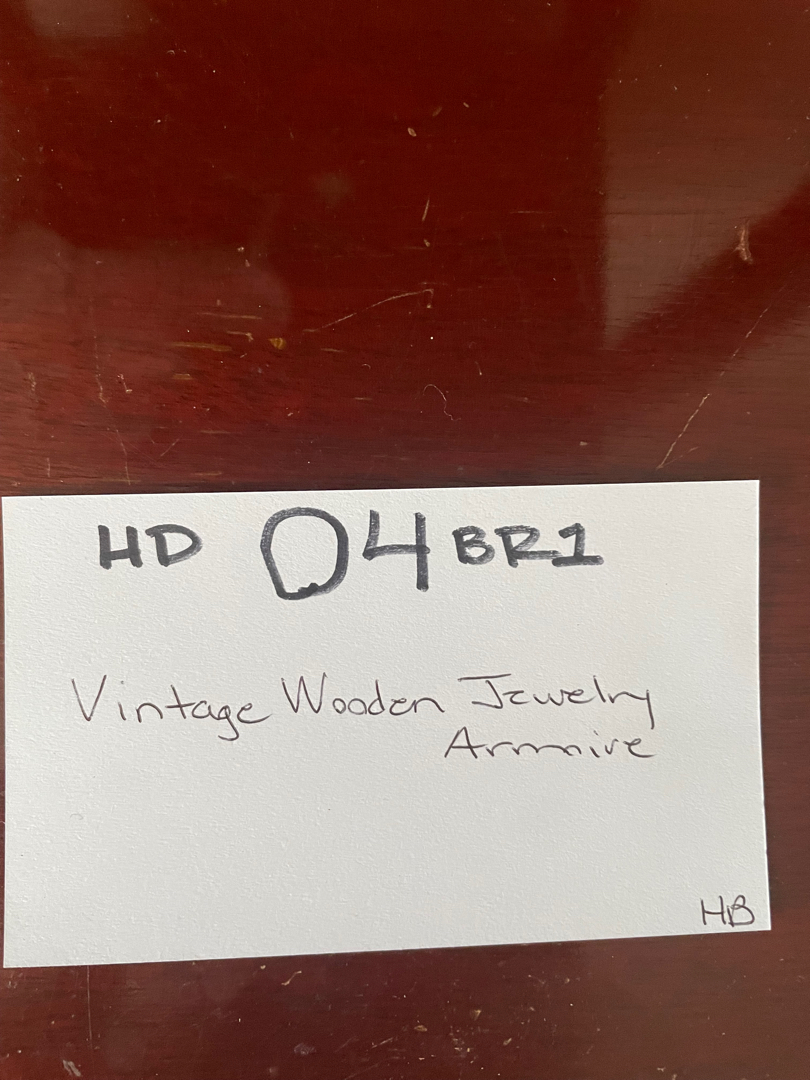 HD 04 BR1
Vintage Wooden Jewelry
Armoire
HB